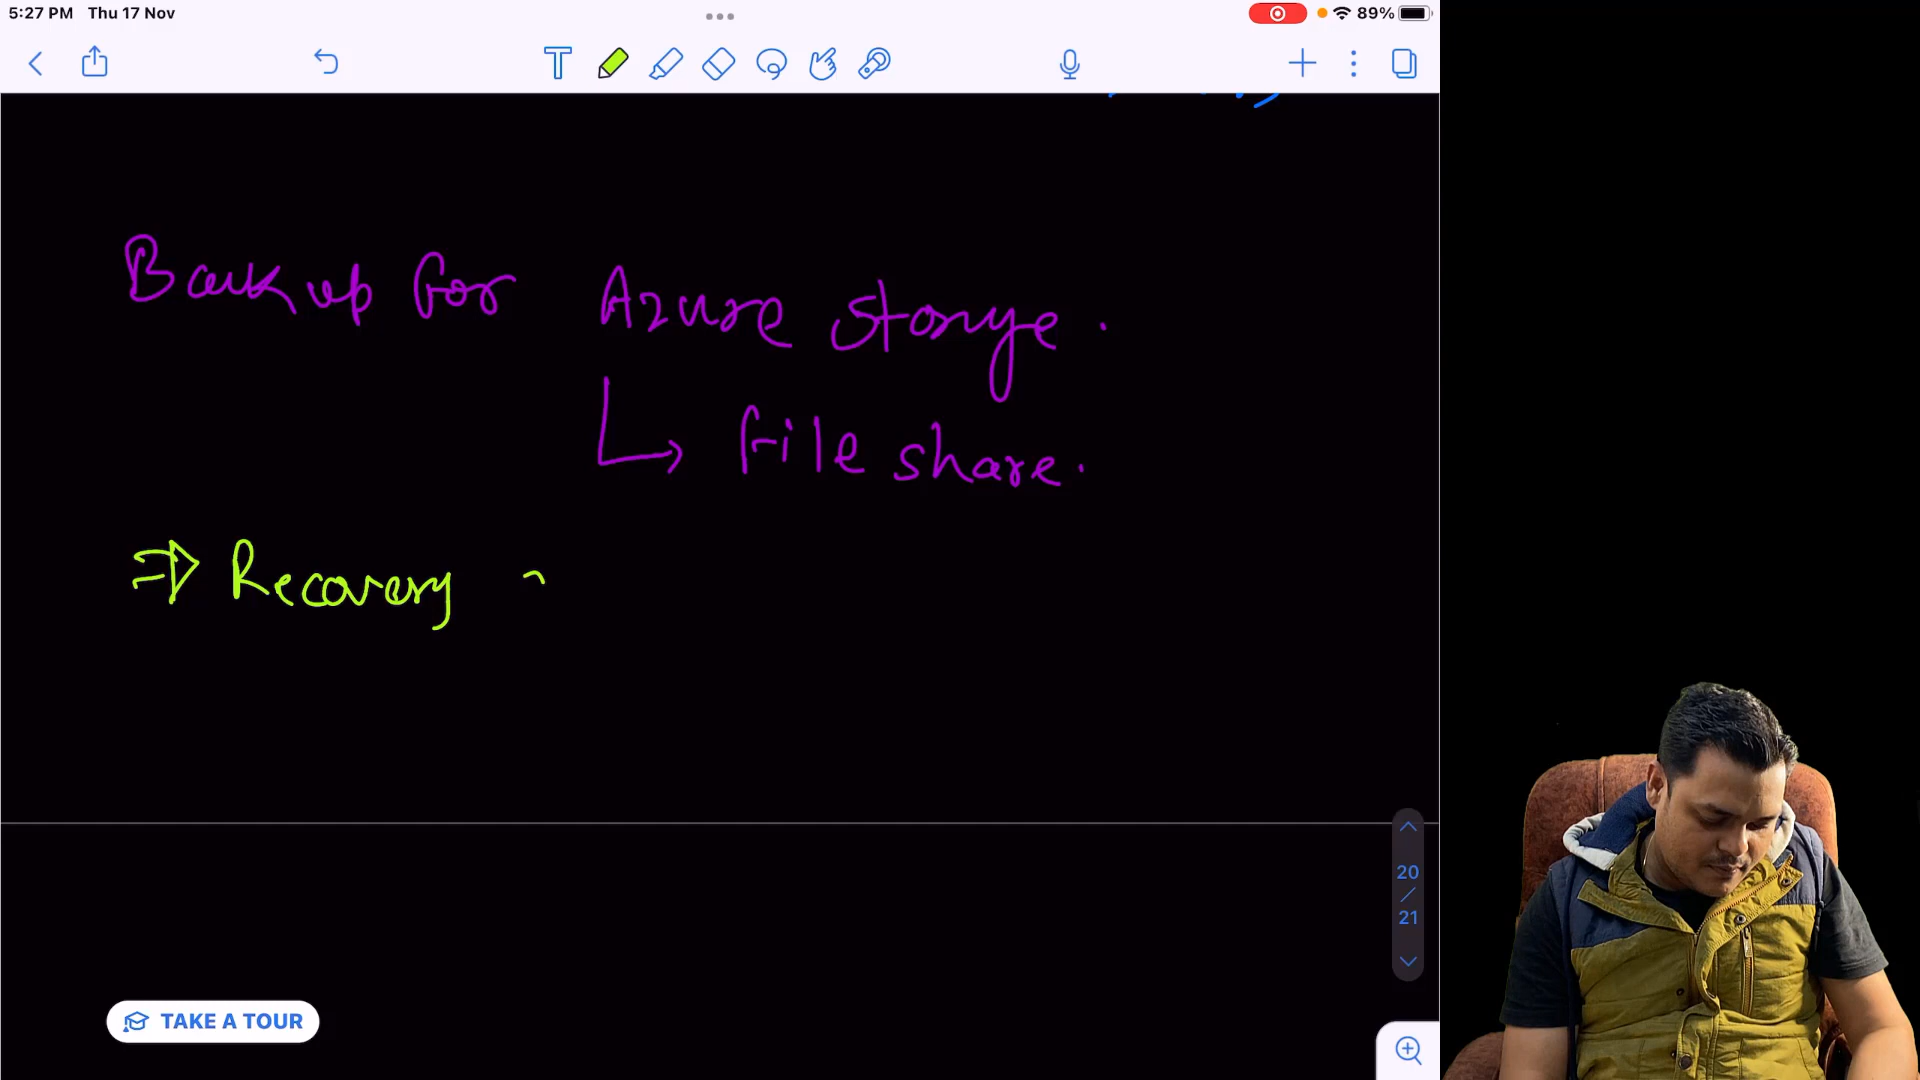 5:27 PM Thu 17 Nov
89%
T
Backup for Azure storage.
File share.
⇒ Recovery
20
/
21
TAKE A TOUR